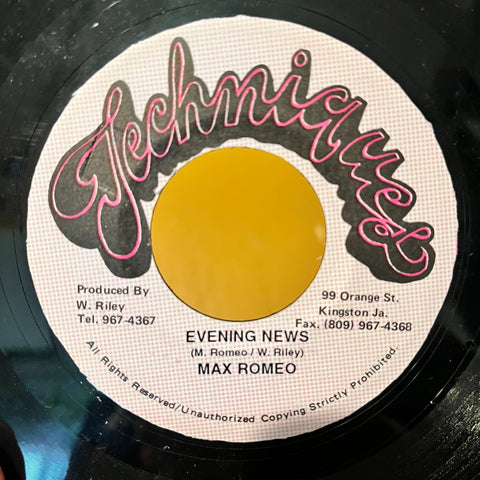 Techniques
Produced By
W. Riley
Tel. 967-4367
99 Orange St.
Kingston Ja.
Fax. (809) 967-4368
EVENING NEWS
(M. Romeo / W. Riley)
MAX ROMEO
All Rights Reserved/Unauthorized Copying Strictly Prohibited.